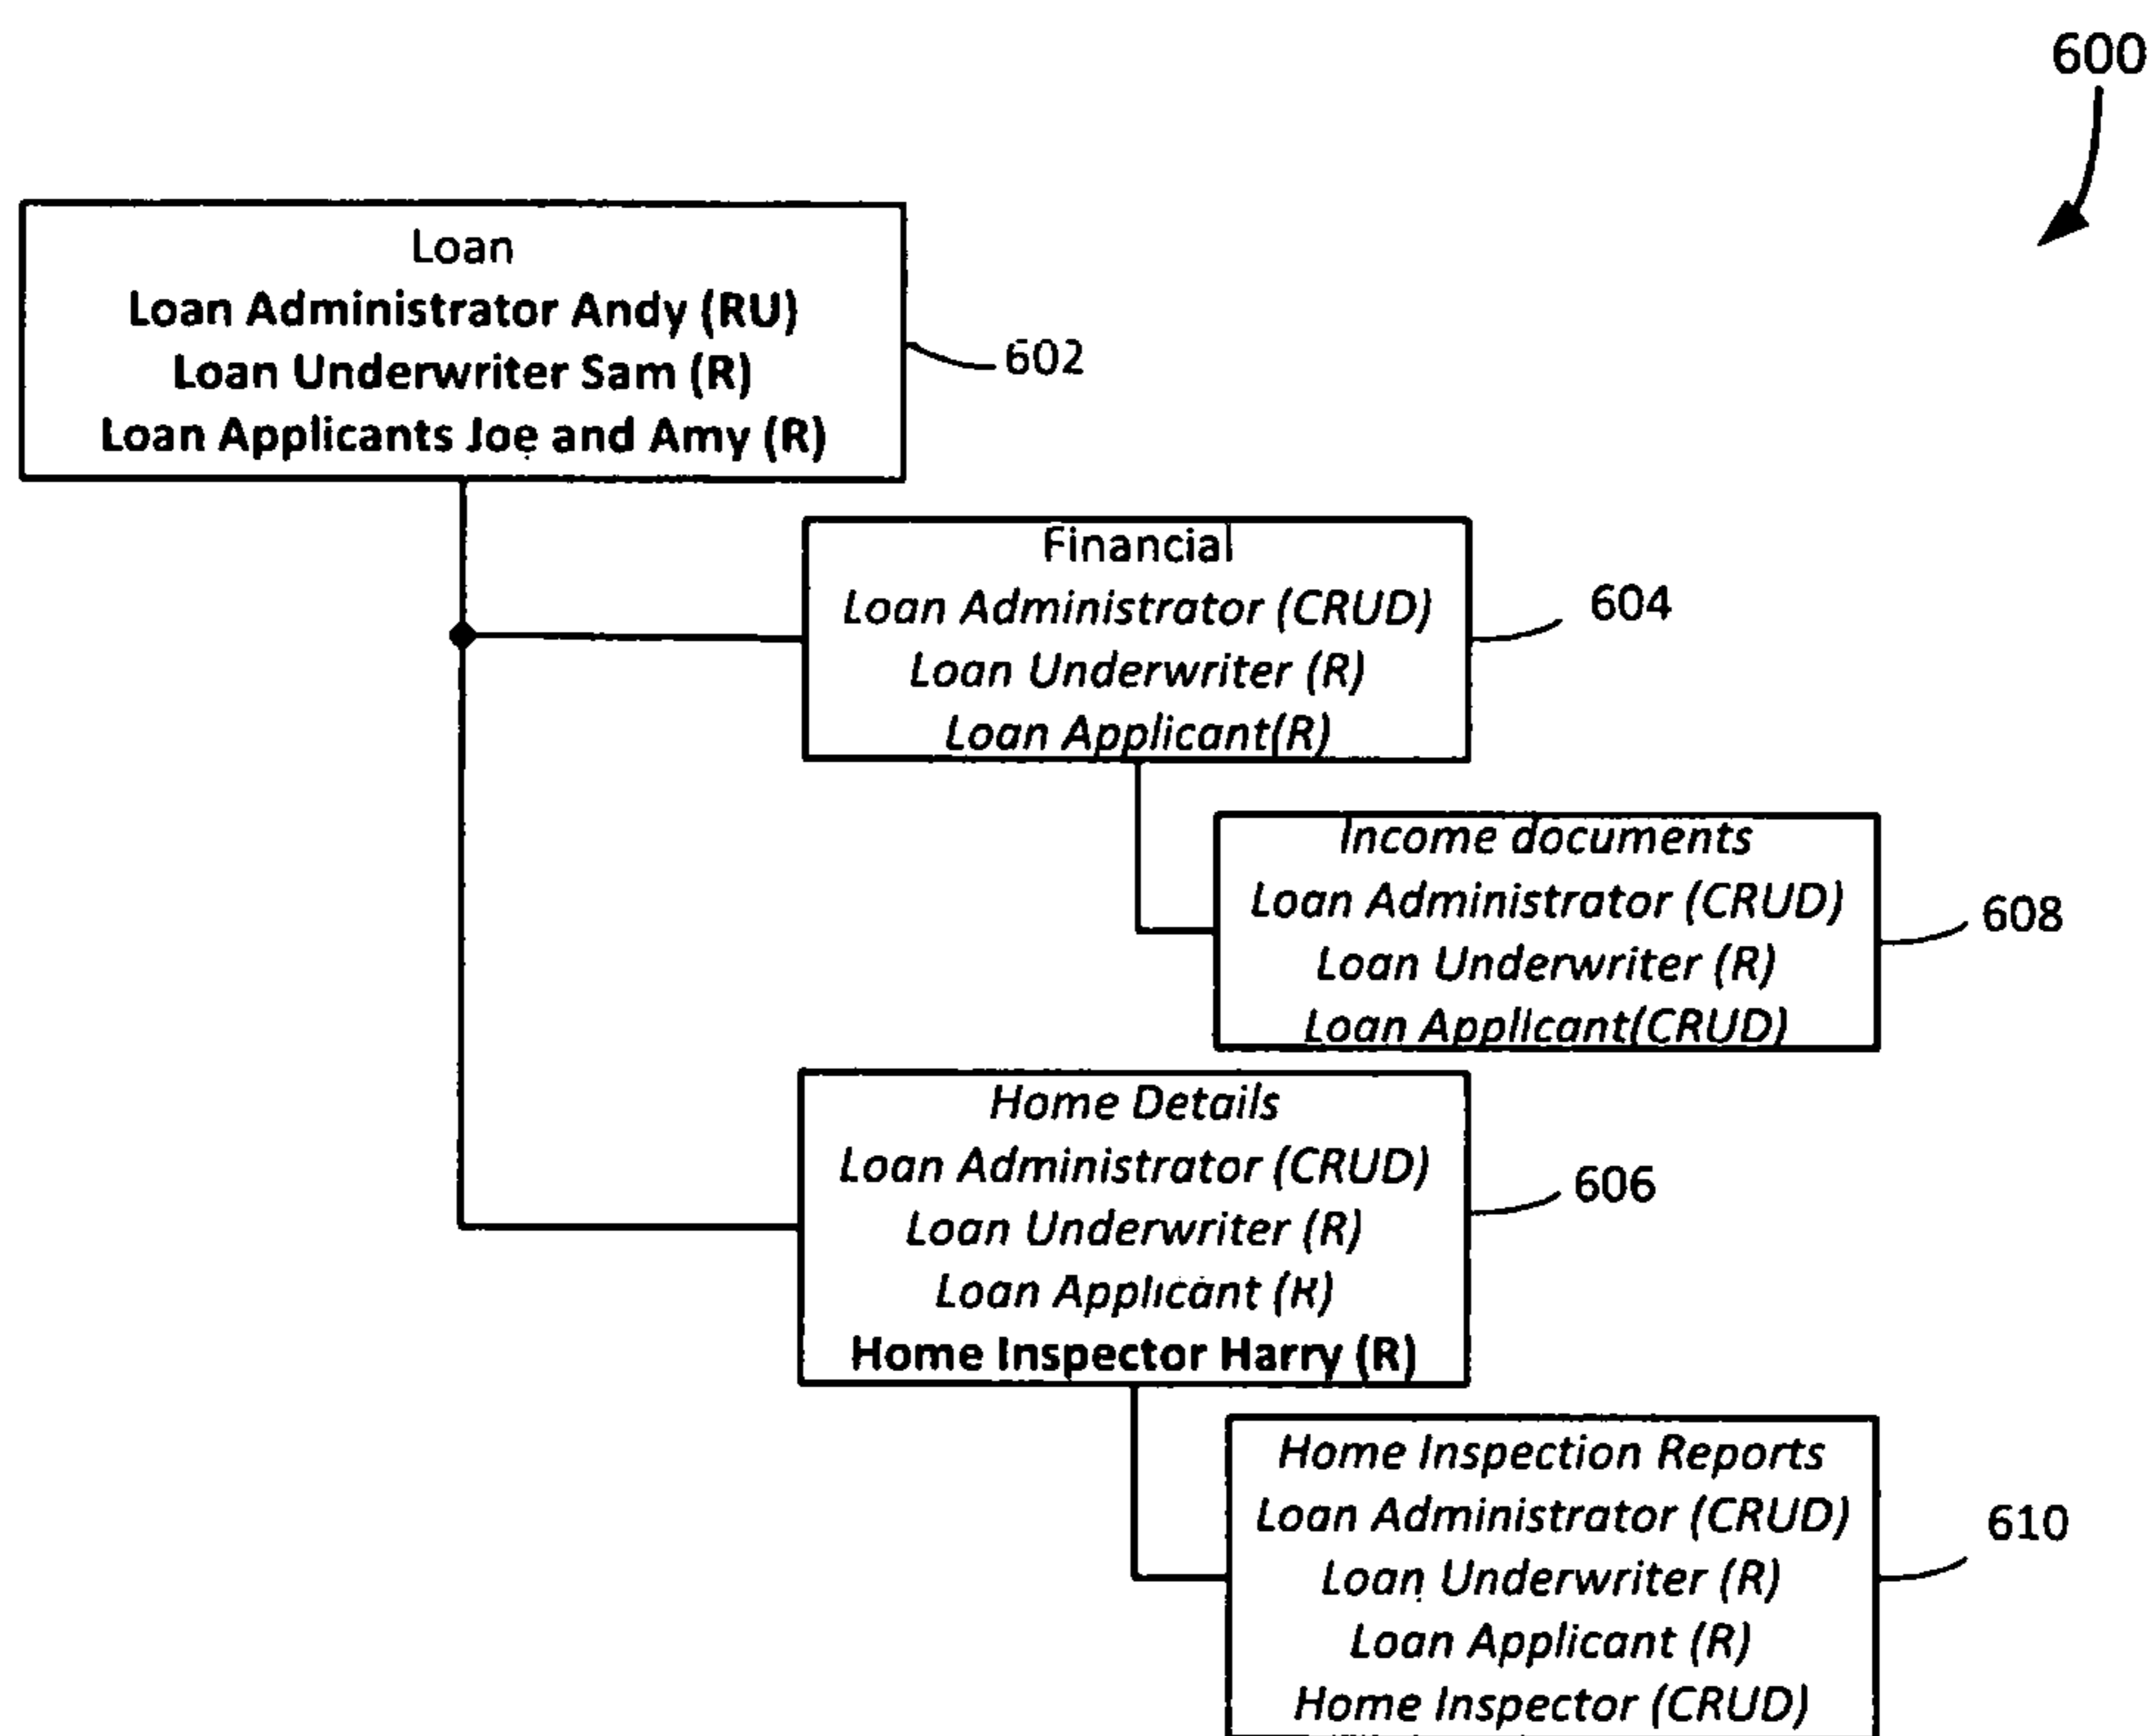 600
Loan
Loan Administrator Andy (RU)
Loan Underwriter Sam (R)
Loan Applicants Joe and Amy (R)
602
Financial
Loan Administrator (CRUD)
Loan Underwriter (R)
Loan Applicant(R)
604
Income documents
Loan Administrator (CRUD)
Loan Underwriter (R)
Loan Applicant(CRUD)
608
Home Details
Loan Administrator (CRUD)
Loan Underwriter (R)
Loan Applicant (R)
Home Inspector Harry (R)
606
Home Inspection Reports
Loan Administrator (CRUD)
Loan Underwriter (R)
Loan Applicant (R)
Home Inspector (CRUD)
610